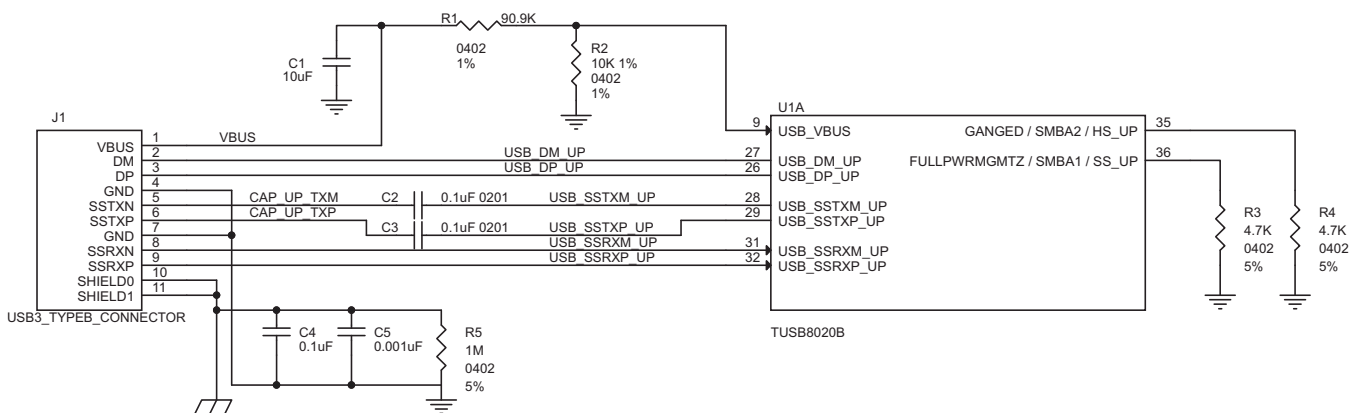 R1 90.9K
0402
1%
R2
10K 1%
0402
1%
C1
10uF
J1
U1A
VBUS 1 VBUS
DM 2 USB_DM_UP 27 USB_DM_UP
DP 3 USB_DP_UP 26 USB_DP_UP
GND 4
SSTXN 5 CAP_UP_TXM C2 0.1uF 0201 USB_SSTXM_UP 28 USB_SSTXM_UP
SSTXP 6 CAP_UP_TXP C3 0.1uF 0201 USB_SSTXP_UP 29 USB_SSTXP_UP
GND 7
SSRXN 8 USB_SSRXM_UP 31 USB_SSRXM_UP
SSRXP 9 USB_SSRXP_UP 32 USB_SSRXP_UP
SHIELD0 10
SHIELD1 11
USB3_TYPEB_CONNECTOR
9 USB_VBUS
GANGED / SMBA2 / HS_UP 35
FULLPWRMGMTZ / SMBA1 / SS_UP 36
R3
4.7K
0402
5%
R4
4.7K
0402
5%
TUSB8020B
C4
0.1uF
C5
0.001uF
R5
1M
0402
5%